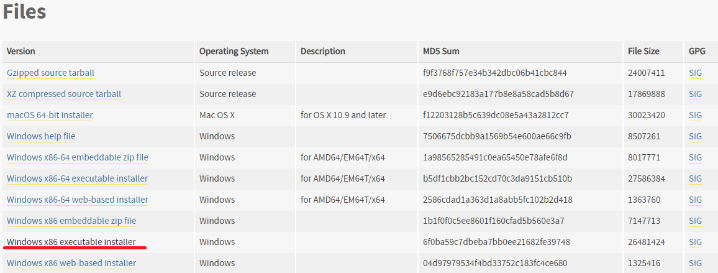 Files
Version Operating System Description MD5 Sum File Size GPG
Gzipped source tarball Source release f9f3768f757e34b342dbc06b41cbc844 24007411 SIG
XZ compressed source tarball Source release e9d6ebc92183a177b8e8a58cad5b8d67 17869888 SIG
macOS 64-bit installer Mac OS X for OS X 10.9 and later f12203128b5c639dc08e5a43a2812cc7 30023420 SIG
Windows help file Windows 7506675dcbb9a1569b54e600ae66c9fb 8507261 SIG
Windows x86-64 embeddable zip file Windows for AMD64/EM64T/x64 1a98565285491c0ea65450e78afe6f8d 8017771 SIG
Windows x86-64 executable installer Windows for AMD64/EM64T/x64 b5df1cbb2bc152cd70c3da9151cb510b 27586384 SIG
Windows x86-64 web-based installer Windows for AMD64/EM64T/x64 2586cdad1a363d1a8abb5fc102b2d418 1363760 SIG
Windows x86 embeddable zip file Windows 1b1f0f0c5ee8601f160cfad5b560e3a7 7147713 SIG
Windows x86 executable installer Windows 6f0ba59c7dbeba7bb0ee21682fe39748 26481424 SIG
Windows x86 web-based installer Windows 04d97979534f4bd33752c183fc4ce680 1325416 SIG